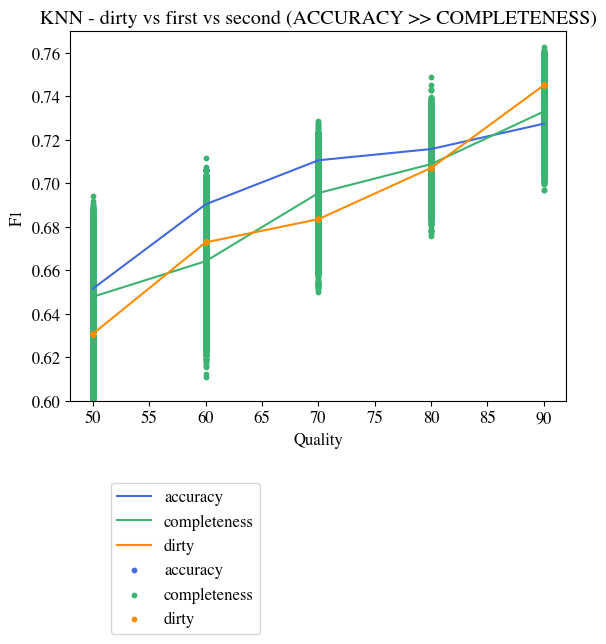 KNN - dirty vs first vs second (ACCURACY >> COMPLETENESS)
0.76
0.74
0.72
0.70
0.68
0.66
0.64
0.62
0.60
F1
50 55 60 65 70 75 80 85 90
Quality
accuracy
completeness
dirty
accuracy
completeness
dirty